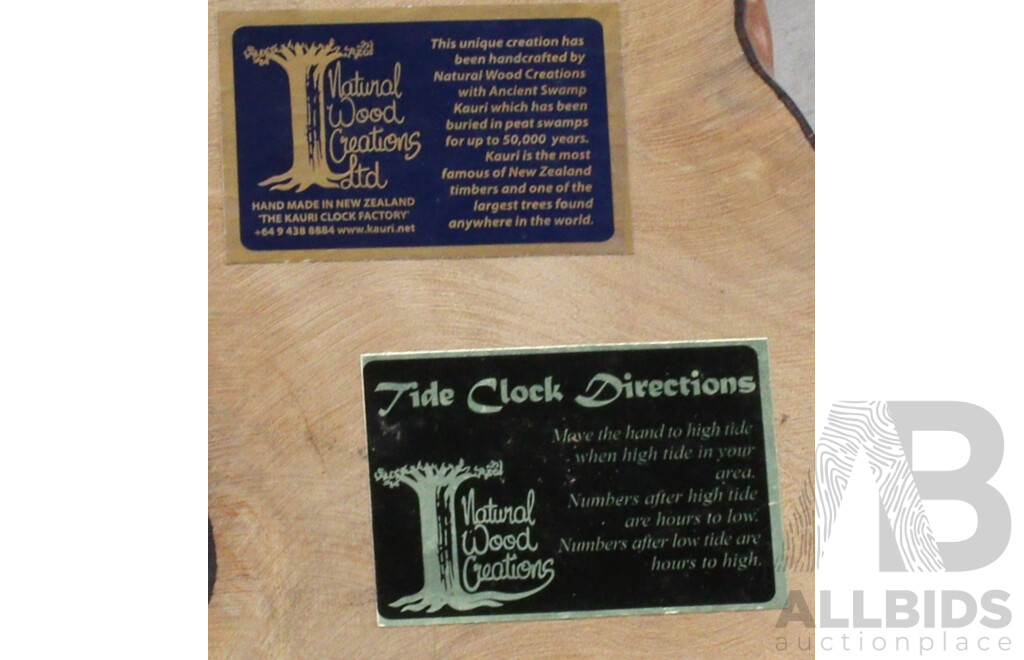 This unique creation has
been handcrafted by
Natural Wood Creations
with Ancient Swamp
Kauri which has been
buried in peat swamps
for up to 50,000 years.
Kauri is the most
famous of New Zealand
timbers and one of the
largest trees found
anywhere in the world.
Natural
Wood
Creations
Ltd
HAND MADE IN NEW ZEALAND
'THE KAURI CLOCK FACTORY'
+64 9 438 8884 www.kauri.net
Tide Clock Directions
Move the hand to high tide
when high tide in your
area.
Numbers after high tide
are hours to low.
Numbers after low tide are
hours to high.
Natural
Wood
Creations
AB
ALLBIDS
auctionplace